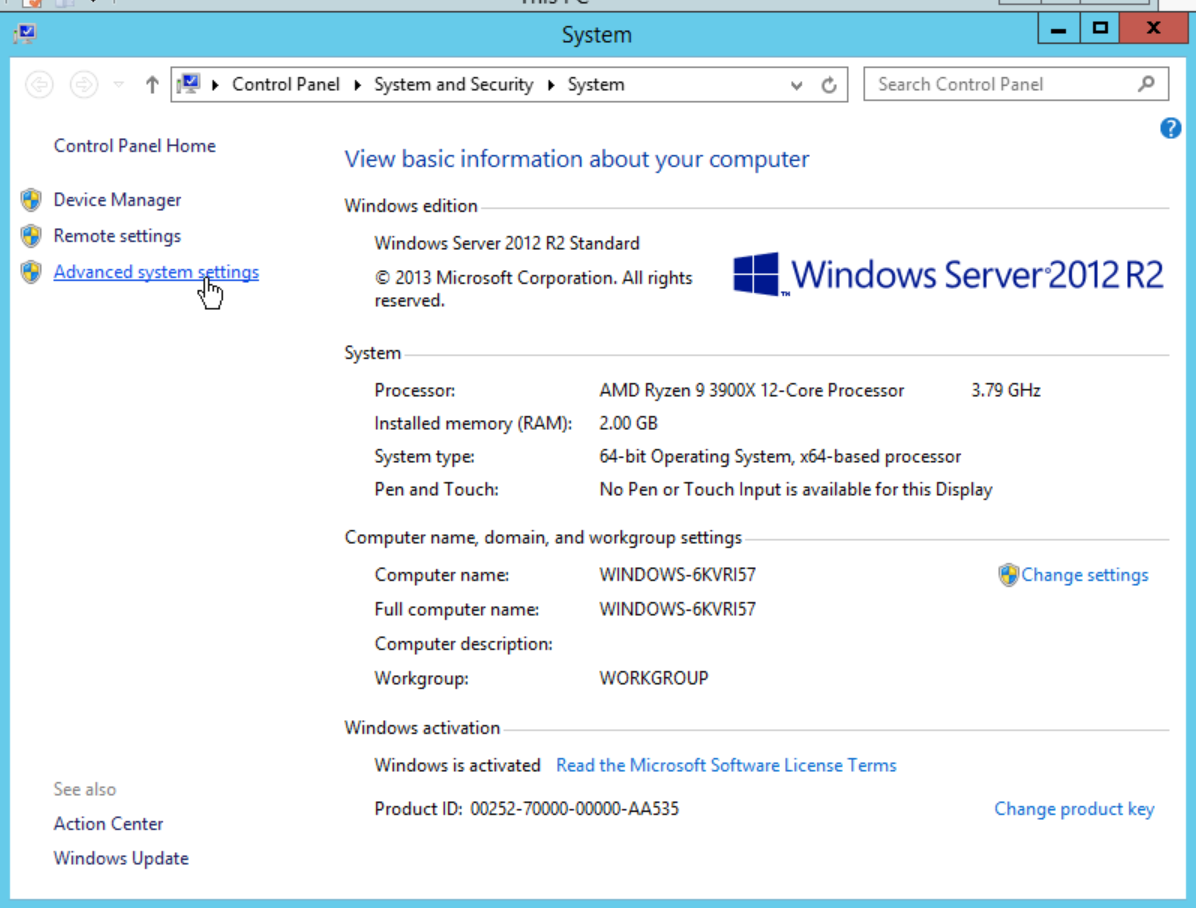 This PC
System
Control Panel System and Security System
Search Control Panel
Control Panel Home
Device Manager
Remote settings
Advanced system settings
View basic information about your computer
Windows edition
Windows Server 2012 R2 Standard
© 2013 Microsoft Corporation. All rights
reserved.
Windows Server 2012 R2
System
Processor: AMD Ryzen 9 3900X 12-Core Processor 3.79 GHz
Installed memory (RAM): 2.00 GB
System type: 64-bit Operating System, x64-based processor
Pen and Touch: No Pen or Touch Input is available for this Display
Computer name, domain, and workgroup settings
Computer name: WINDOWS-6KVRI57
Change settings
Full computer name: WINDOWS-6KVRI57
Computer description:
Workgroup: WORKGROUP
Windows activation
Windows is activated Read the Microsoft Software License Terms
Product ID: 00252-70000-00000-AA535
Change product key
See also
Action Center
Windows Update